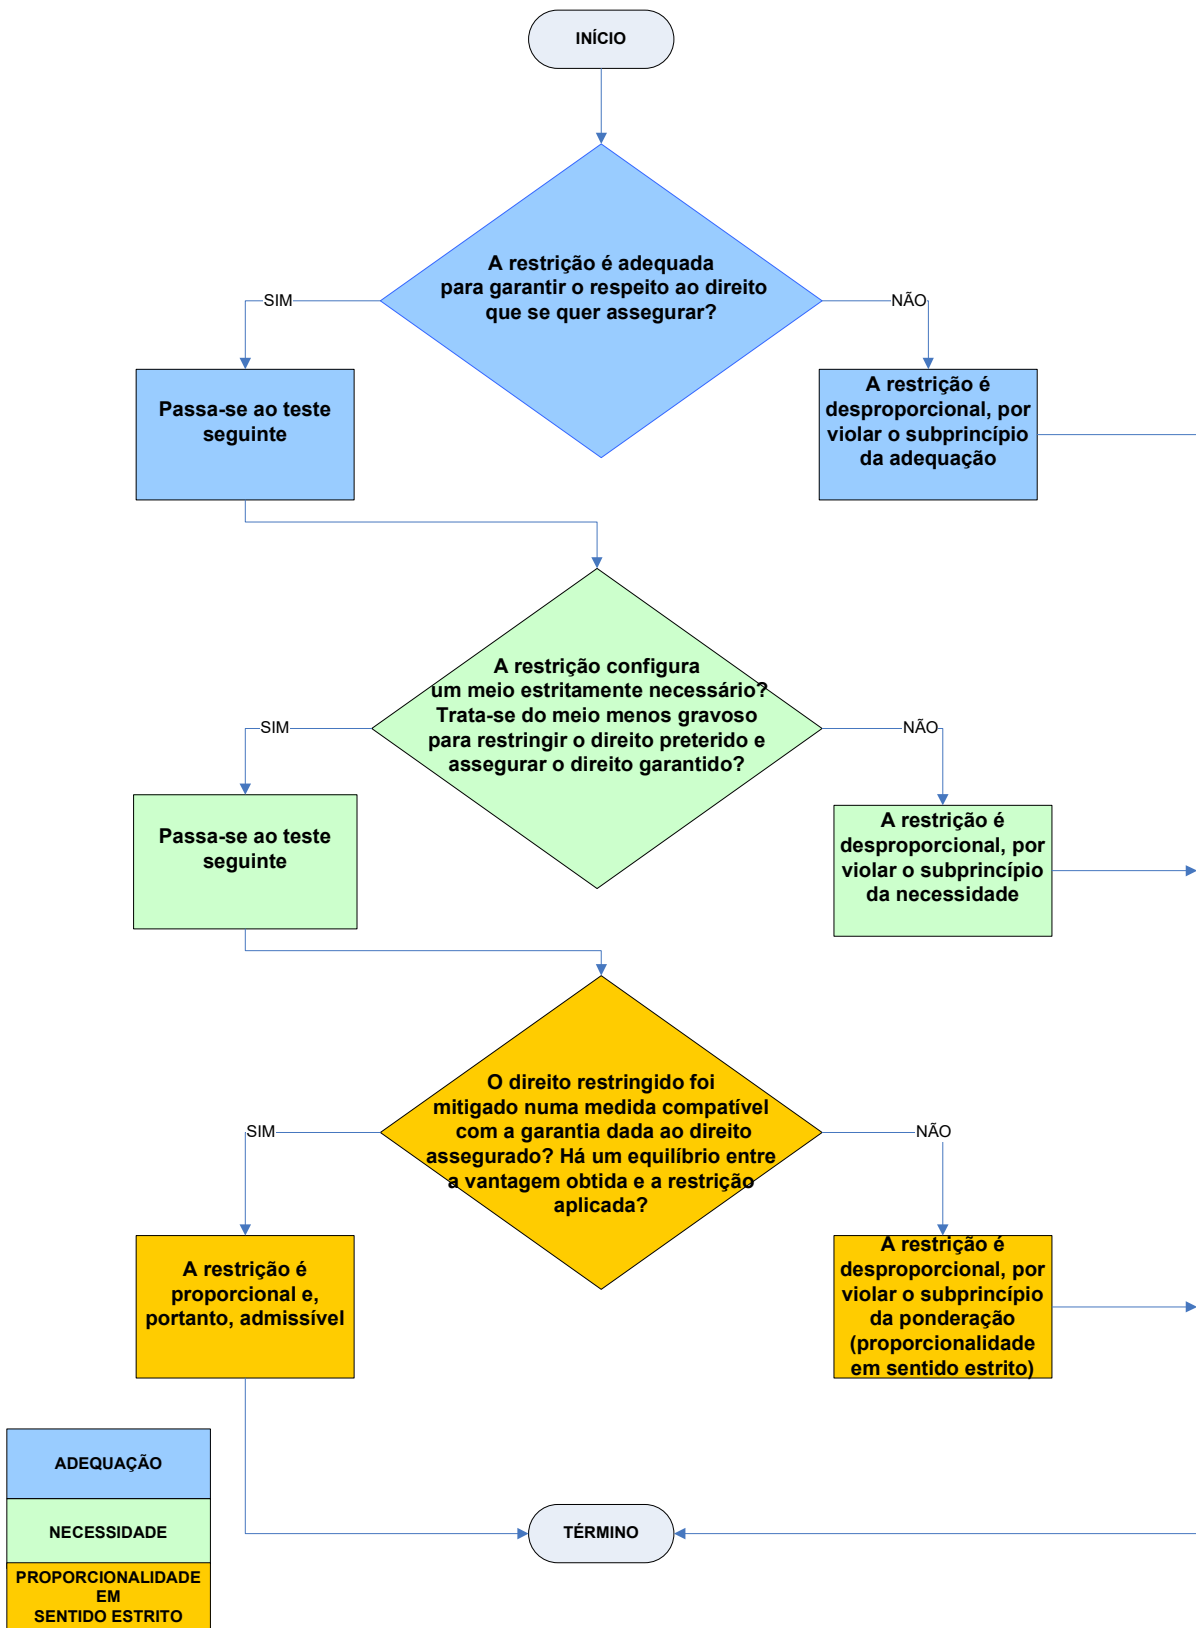 INÍCIO
A restrição é adequada
para garantir o respeito ao direito
que se quer assegurar?
SIM
NÃO
Passa-se ao teste
seguinte
A restrição é
desproporcional, por
violar o subprincípio
da adequação
A restrição configura
um meio estritamente necessário?
Trata-se do meio menos gravoso
para restringir o direito preterido e
assegurar o direito garantido?
SIM
NÃO
Passa-se ao teste
seguinte
A restrição é
desproporcional, por
violar o subprincípio
da necessidade
O direito restringido foi
mitigado numa medida compatível
com a garantia dada ao direito
assegurado? Há um equilíbrio entre
a vantagem obtida e a restrição
aplicada?
SIM
NÃO
A restrição é
proporcional e,
portanto, admissível
A restrição é
desproporcional, por
violar o subprincípio
da ponderação
(proporcionalidade
em sentido estrito)
ADEQUAÇÃO
NECESSIDADE
PROPORCIONALIDADE
EM
SENTIDO ESTRITO
TÉRMINO